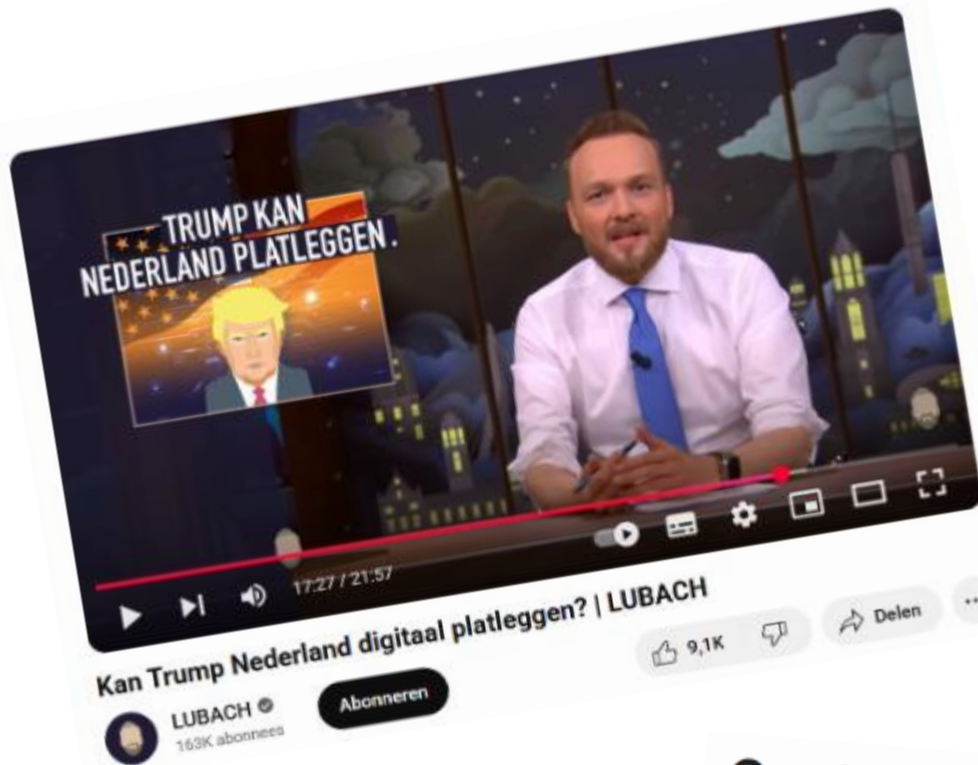 TRUMP KAN
NEDERLAND PLATLEGGEN.
17:27 / 21:57
Kan Trump Nederland digitaal platleggen? | LUBACH
LUBACH
163K abonnees
Abonneren
9,1K
Delen